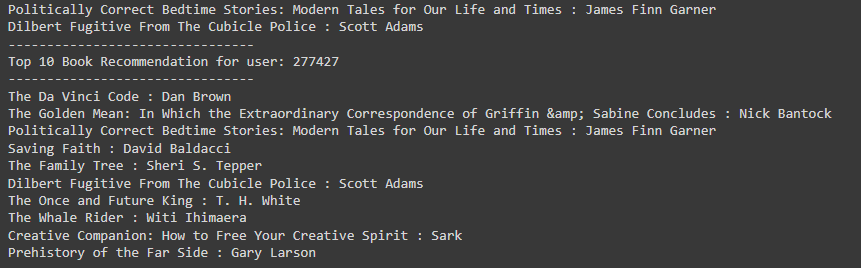 Politically Correct Bedtime Stories: Modern Tales for Our Life and Times : James Finn Garner
Dilbert Fugitive From The Cubicle Police : Scott Adams
--------------------------------
Top 10 Book Recommendation for user: 277427
--------------------------------
The Da Vinci Code : Dan Brown
The Golden Mean: In Which the Extraordinary Correspondence of Griffin &amp; Sabine Concludes : Nick Bantock
Politically Correct Bedtime Stories: Modern Tales for Our Life and Times : James Finn Garner
Saving Faith : David Baldacci
The Family Tree : Sheri S. Tepper
Dilbert Fugitive From The Cubicle Police : Scott Adams
The Once and Future King : T. H. White
The Whale Rider : Witi Ihimaera
Creative Companion: How to Free Your Creative Spirit : Sark
Prehistory of the Far Side : Gary Larson